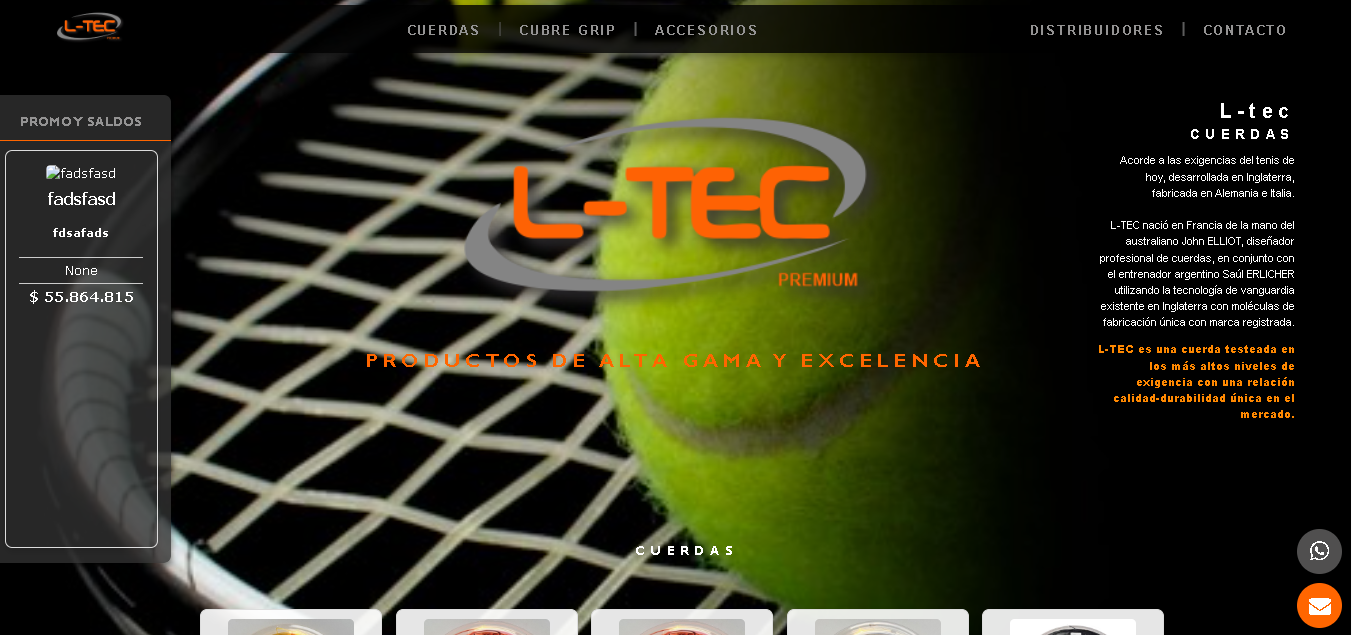 L-TEC
CUERDAS | CUBRE GRIP | ACCESORIOS
DISTRIBUIDORES | CONTACTO
PROMO Y SALDOS
fadsfasd
fadsfasd
fdsafads
None
$ 55.864.815
L-TEC
PREMIUM
PRODUCTOS DE ALTA GAMA Y EXCELENCIA
L-tec
CUERDAS
Acorde a las exigencias del tenis de
hoy, desarrollada en Inglaterra,
fabricada en Alemania e Italia.
L-TEC nació en Francia de la mano del
australiano John ELLIOT, diseñador
profesional de cuerdas, en conjunto con
el entrenador argentino Saúl ERLICHER
utilizando la tecnología de vanguardia
existente en Inglaterra con moléculas de
fabricación única con marca registrada.
L-TEC es una cuerda testeada en
los más altos niveles de
exigencia con una relación
calidad-durabilidad única en el
mercado.
CUERDAS